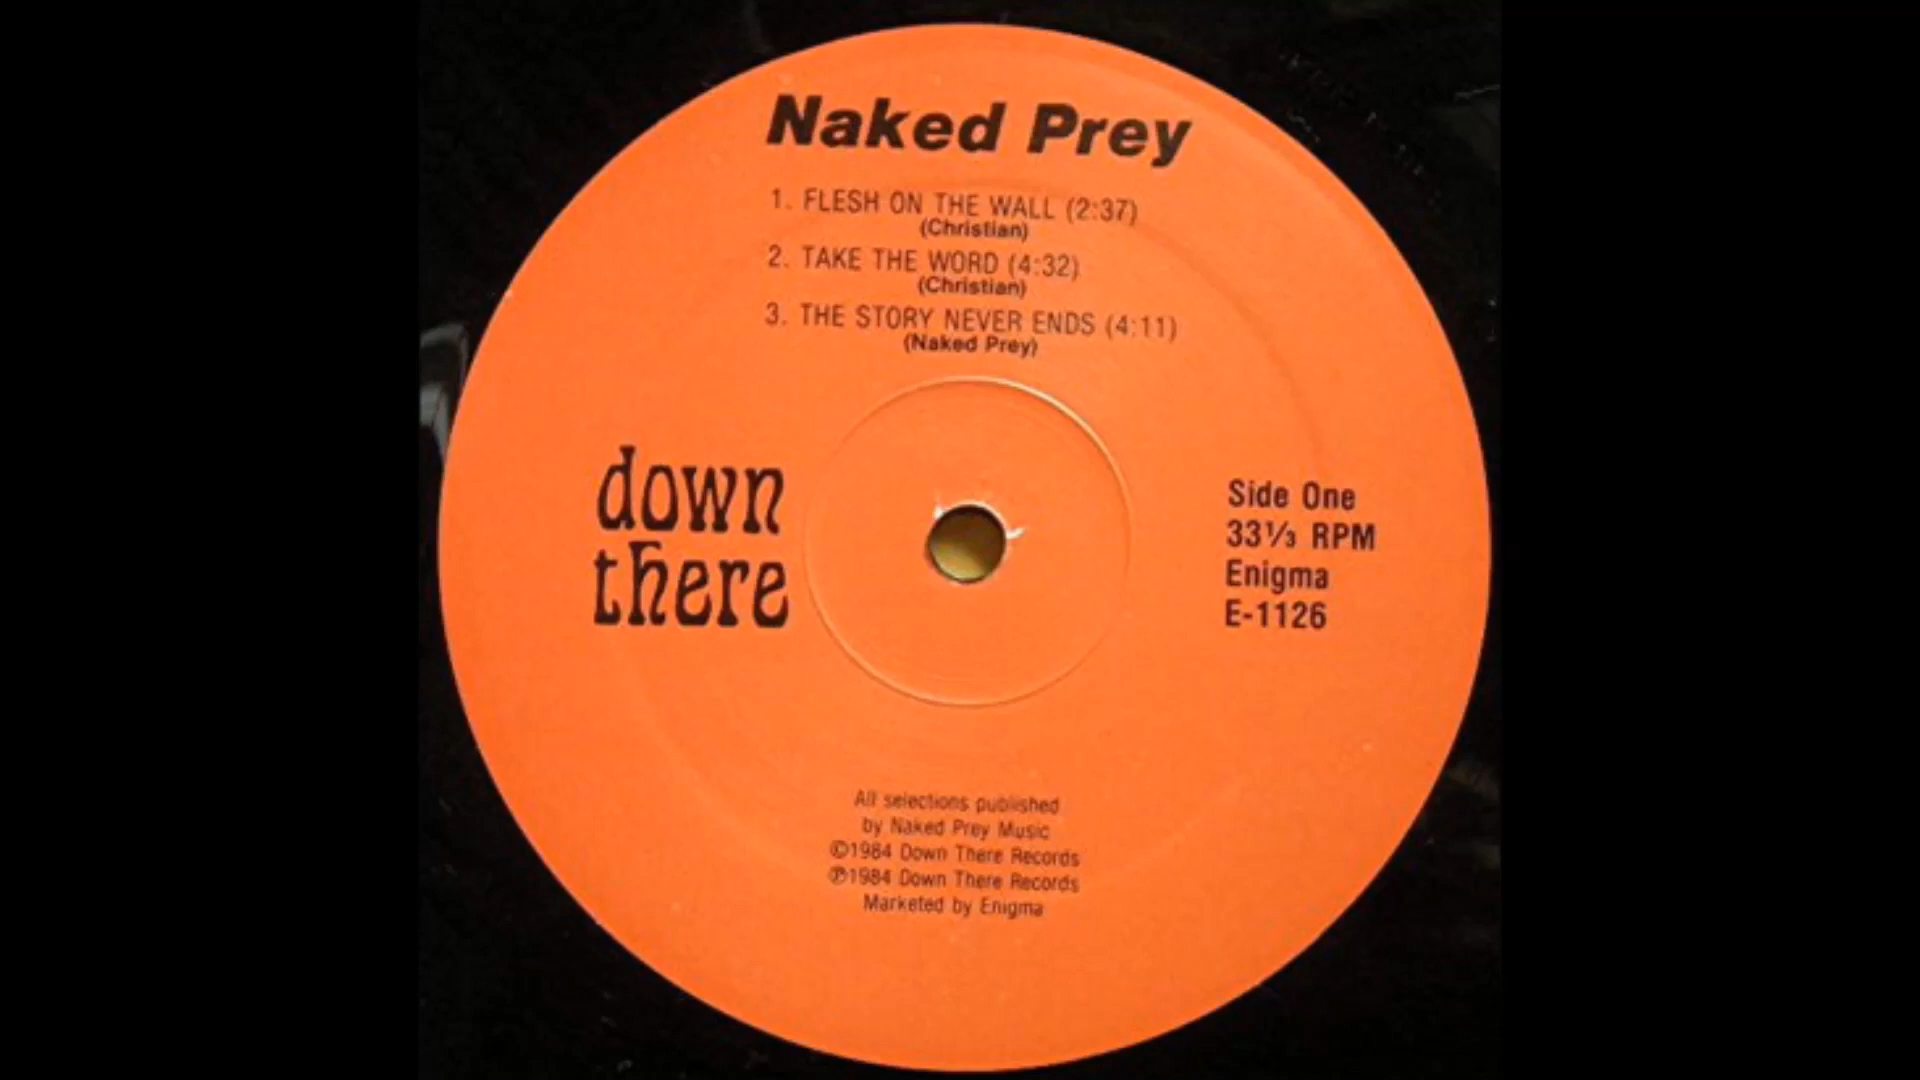 Naked Prey
1. FLESH ON THE WALL (2:37)
(Christian)
2. TAKE THE WORD (4:32)
(Christian)
3. THE STORY NEVER ENDS (4:11)
(Naked Prey)
down
there
Side One
33⅓ RPM
Enigma
E-1126
All selections published
by Naked Prey Music
©1984 Down There Records
℗1984 Down There Records
Marketed by Enigma